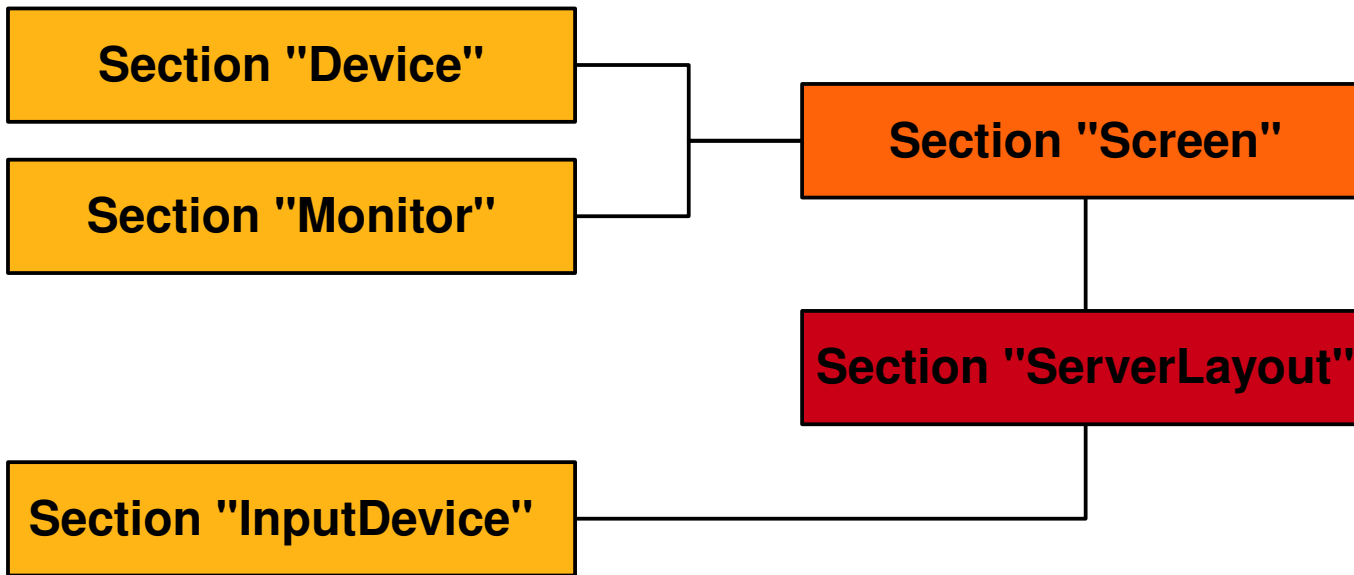 Section "Device"
Section "Monitor"
Section "Screen"
Section "ServerLayout"
Section "InputDevice"